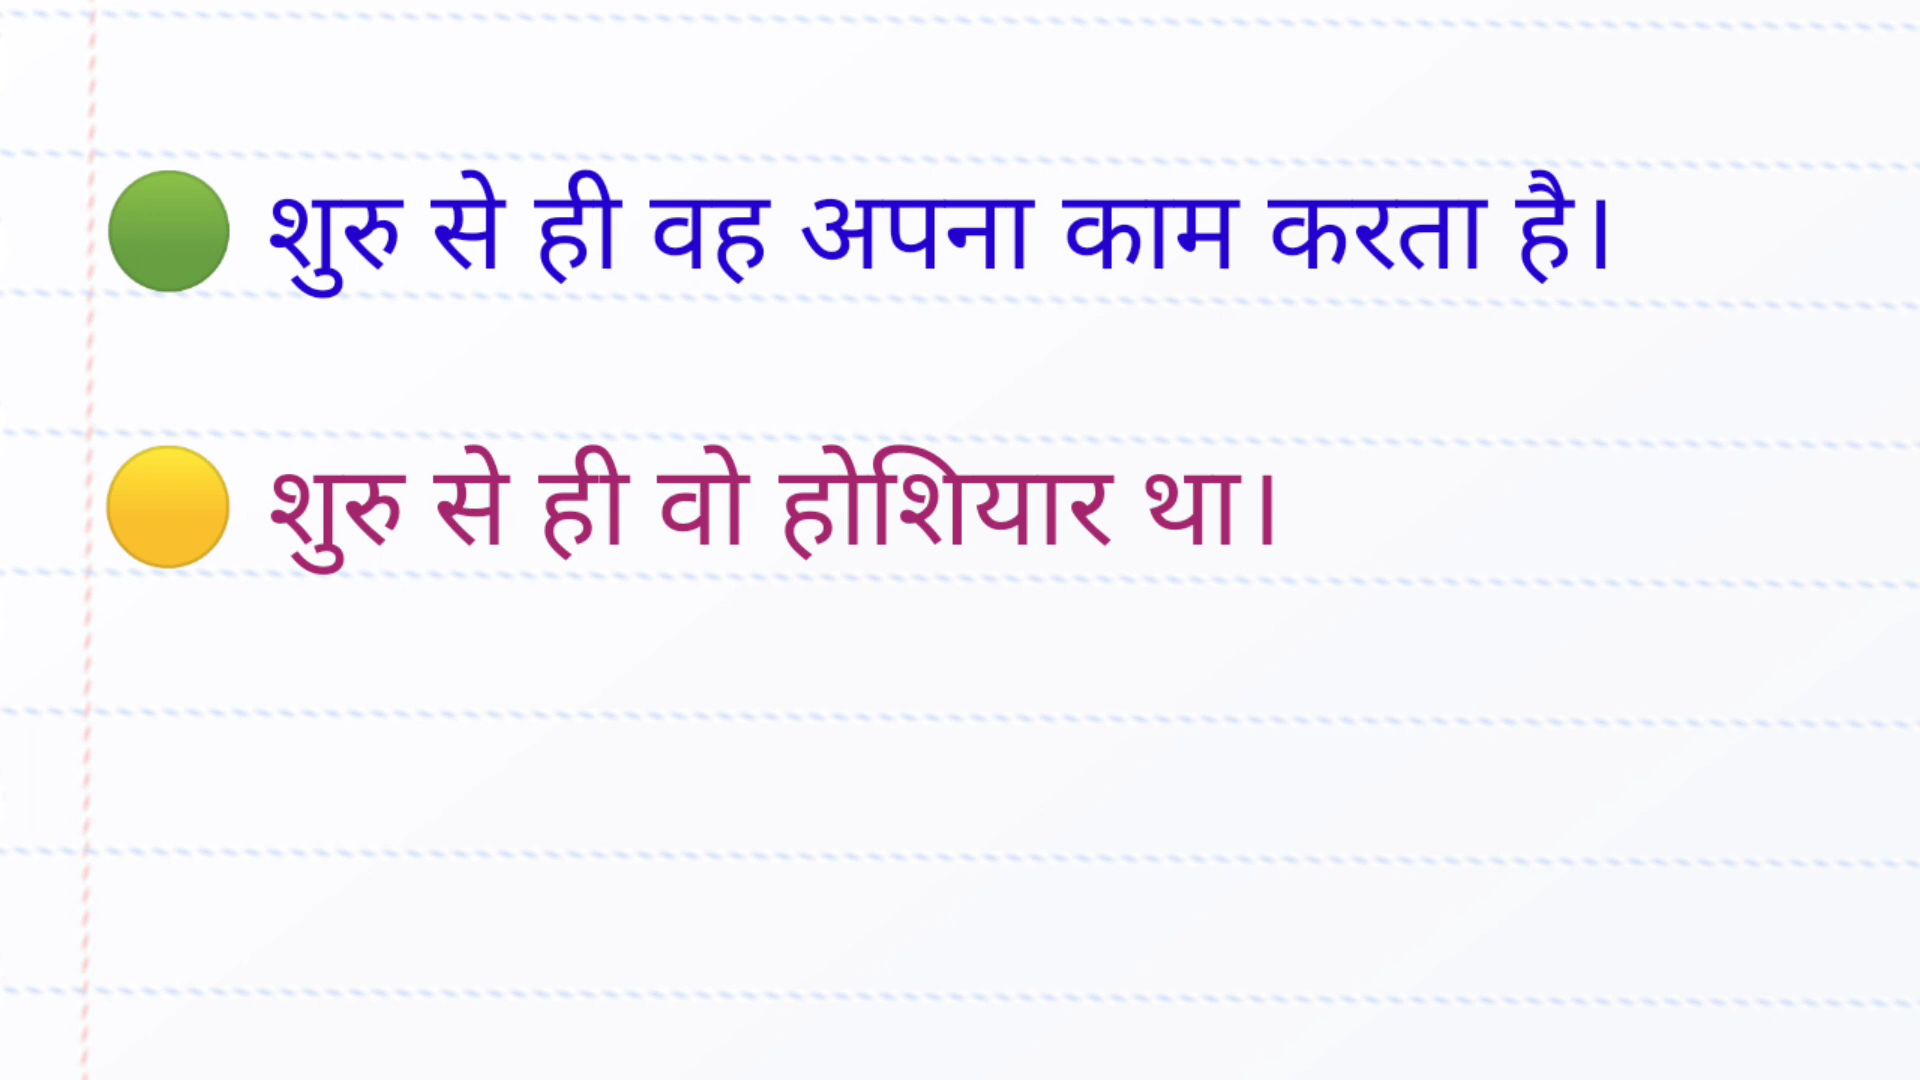 शुरु से ही वह अपना काम करता है।
शुरु से ही वो होशियार था।